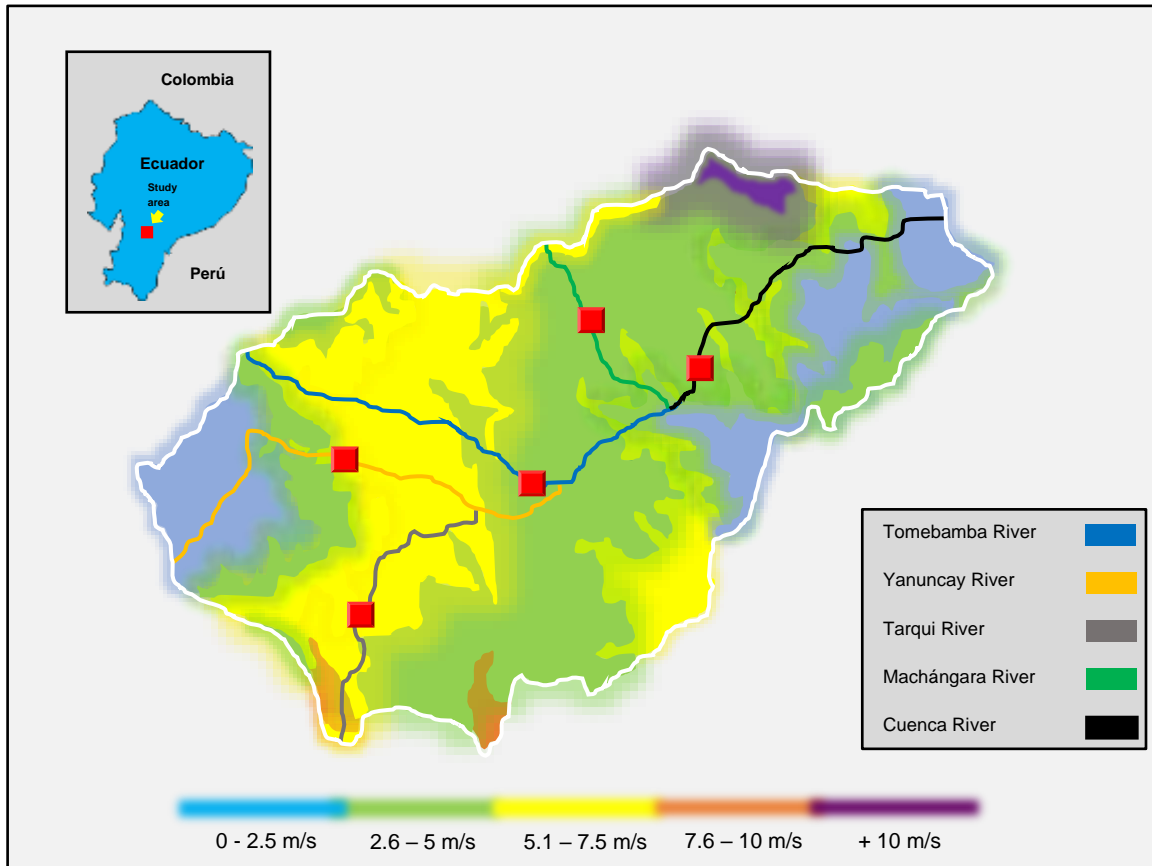 Colombia
Ecuador
Study
area
Perú
Tomebamba River
Yanuncay River
Tarqui River
Machángara River
Cuenca River
0 - 2.5 m/s
2.6 – 5 m/s
5.1 – 7.5 m/s
7.6 – 10 m/s
+ 10 m/s